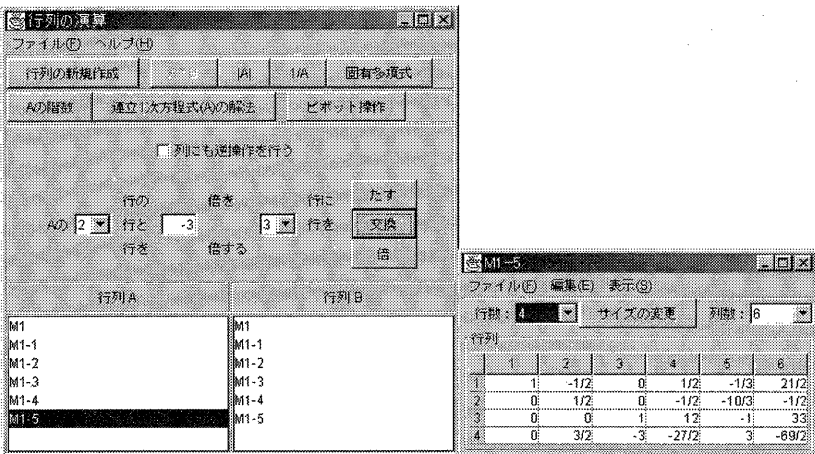 行列の演算
ファイル(F) ヘルプ(H)
行列の新規作成 |A| 1/A 固有多項式
Aの階数 連立1次方程式(A)の解法 ピボット操作
列にも逆操作を行う
行の 倍を 行に たす
Aの 2 行と -3 3 行を 交換
行を 倍する 倍
行列 A 行列 B
M1 M1
M1-1 M1-1
M1-2 M1-2
M1-3 M1-3
M1-4 M1-4
M1-5 M1-5
M1-5
ファイル(F) 編集(E) 表示(S)
行数: 4 サイズの変更 列数: 6
行列
1 2 3 4 5 6
1 1 -1/2 0 1/2 -1/3 21/2
2 0 1/2 0 -1/2 -10/3 -1/2
3 0 0 1 12 -1 33
4 0 3/2 -3 -27/2 3 -69/2